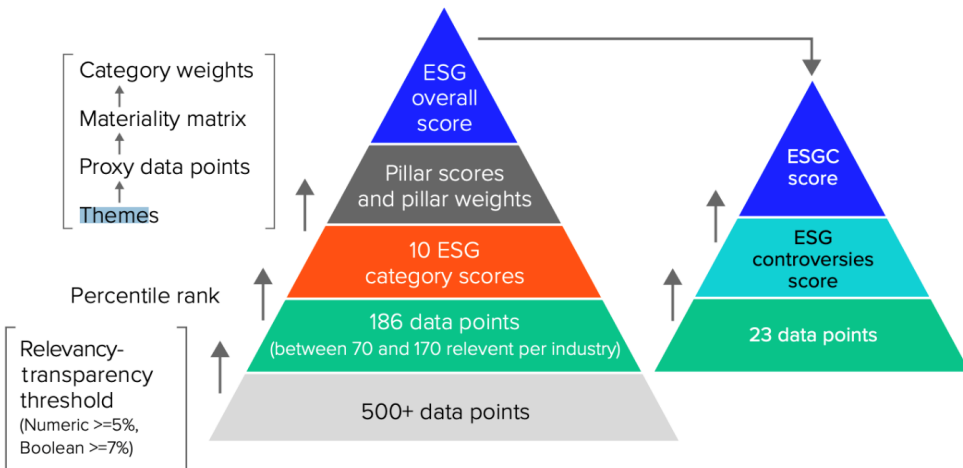 Category weights
Materiality matrix
Proxy data points
Themes
Percentile rank
Relevancy-
transparency
threshold
(Numeric >=5%,
Boolean >=7%)
ESG
overall
score
Pillar scores
and pillar weights
10 ESG
category scores
186 data points
(between 70 and 170 relevent per industry)
500+ data points
ESGC
score
ESG
controversies
score
23 data points